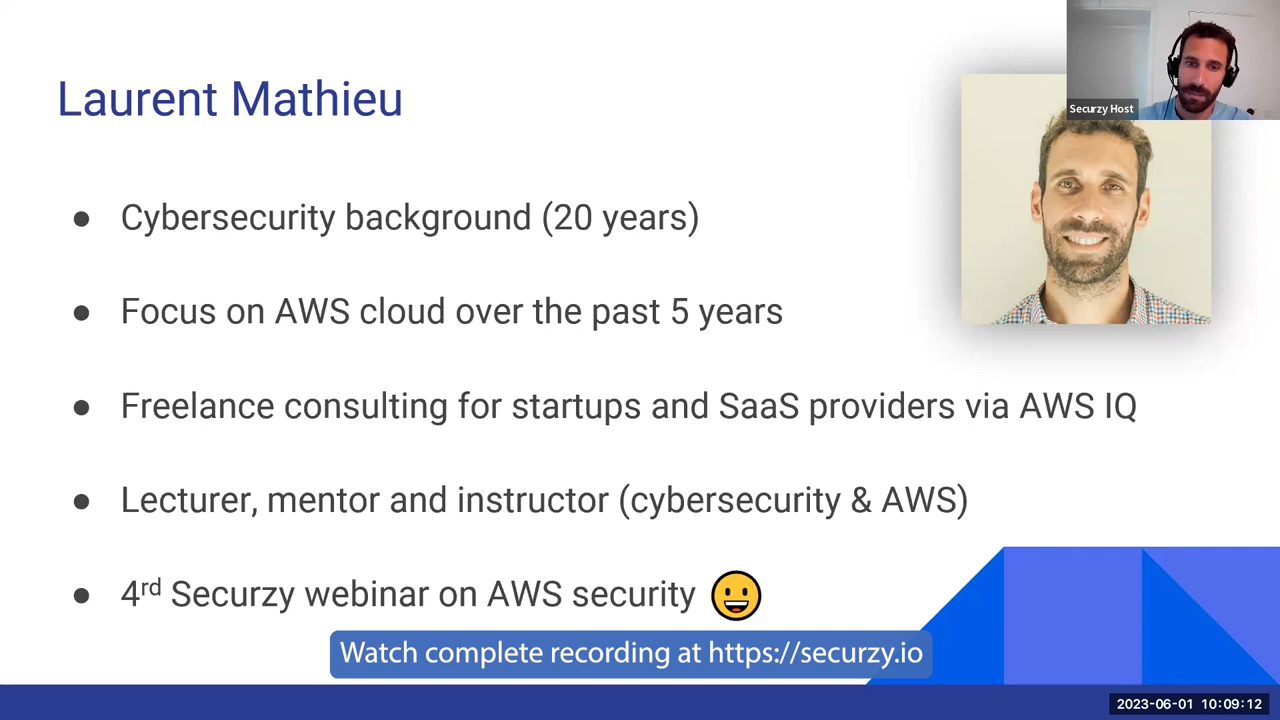 Laurent Mathieu
Securzy Host
● Cybersecurity background (20 years)
● Focus on AWS cloud over the past 5 years
● Freelance consulting for startups and SaaS providers via AWS IQ
● Lecturer, mentor and instructor (cybersecurity & AWS)
● 4rd Securzy webinar on AWS security 😀
Watch complete recording at https://securzy.io
2023-06-01 10:09:12